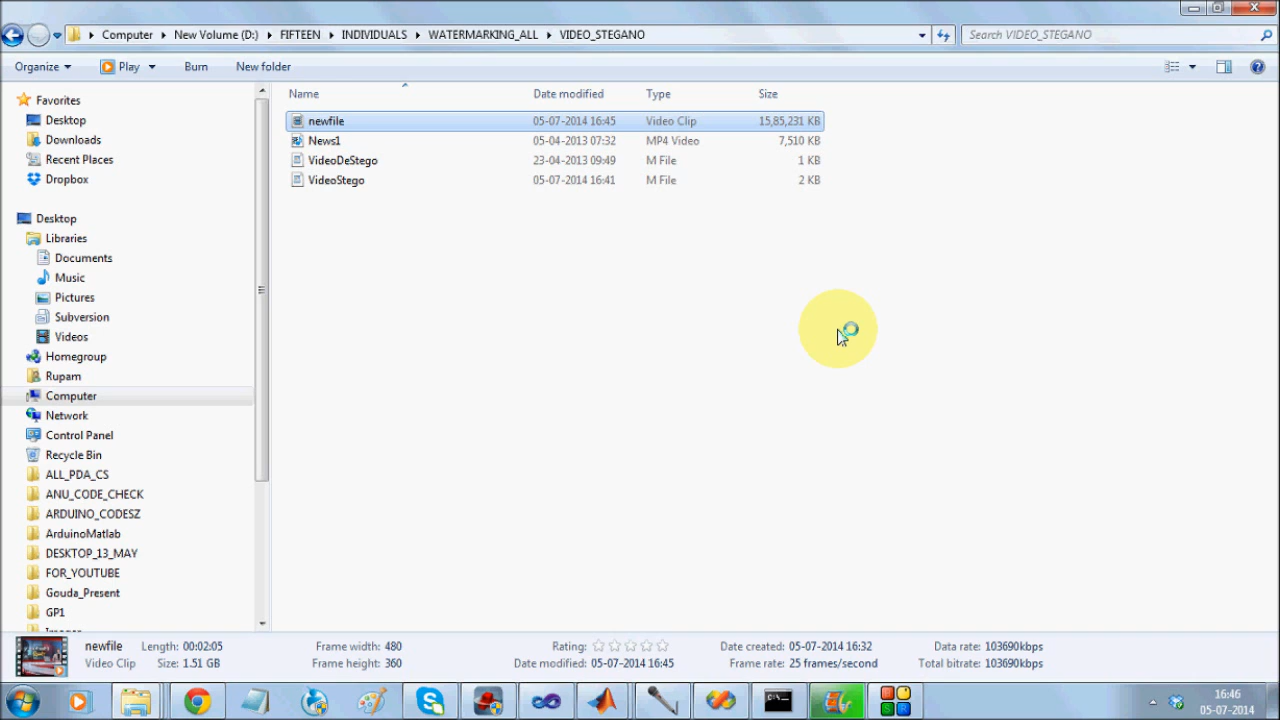 Computer New Volume (D:) FIFTEEN INDIVIDUALS WATERMARKING_ALL VIDEO_STEGANO Search VIDEO_STEGANO
Organize Play Burn New folder
Name Date modified Type Size
newfile 05-07-2014 16:45 Video Clip 15,85,231 KB
News1 05-04-2013 07:32 MP4 Video 7,510 KB
VideoDeStego 23-04-2013 09:49 M File 1 KB
VideoStego 05-07-2014 16:41 M File 2 KB
Favorites
Desktop
Downloads
Recent Places
Dropbox
Desktop
Libraries
Documents
Music
Pictures
Subversion
Videos
Homegroup
Rupam
Computer
Network
Control Panel
Recycle Bin
ALL_PDA_CS
ANU_CODE_CHECK
ARDUINO_CODESZ
ArduinoMatlab
DESKTOP_13_MAY
FOR_YOUTUBE
Gouda_Present
GP1
newfile Length: 00:02:05 Frame width: 480 Rating: Date created: 05-07-2014 16:32 Data rate: 103690kbps
Video Clip Size: 1.51 GB Frame height: 360 Date modified: 05-07-2014 16:45 Frame rate: 25 frames/second Total bitrate: 103690kbps
16:46
05-07-2014